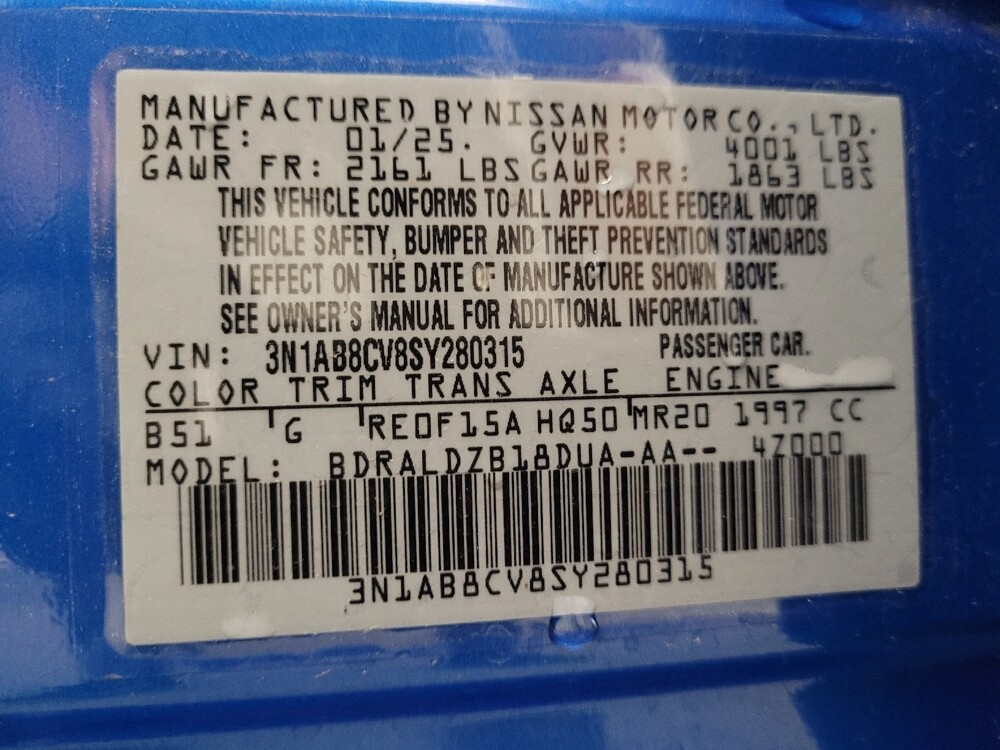 MANUFACTURED BY NISSAN MOTOR CO., LTD.
DATE: 01/25. GVWR: 4001 LBS
GAWR FR: 2161 LBS GAWR RR: 1863 LBS
THIS VEHICLE CONFORMS TO ALL APPLICABLE FEDERAL MOTOR
VEHICLE SAFETY, BUMPER AND THEFT PREVENTION STANDARDS
IN EFFECT ON THE DATE OF MANUFACTURE SHOWN ABOVE.
SEE OWNER'S MANUAL FOR ADDITIONAL INFORMATION.
VIN: 3N1AB8CV8SY280315 PASSENGER CAR.
COLOR TRIM TRANS AXLE ENGINE
B51 G RE0F15A HQ50 MR20 1997 CC
MODEL: BDRALDZB18DUA-AA-- 4Z000
3N1AB8CV8SY280315